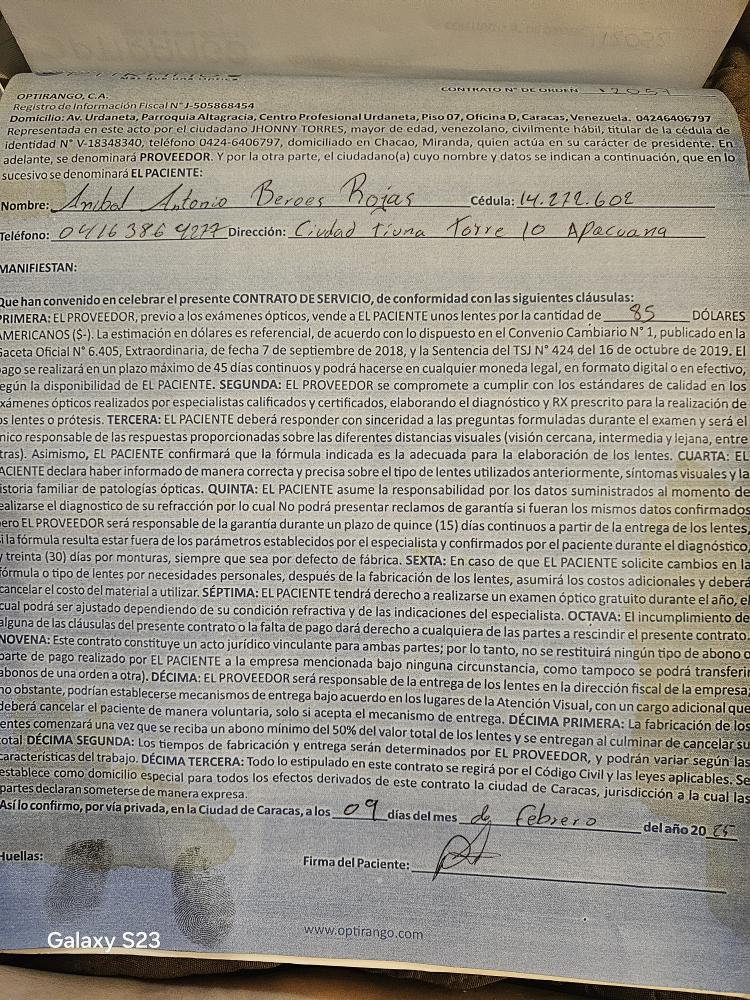 CONTRATO N° DE ORDEN 12057
OPTIRANGO, C.A.
Registro de Información Fiscal N° J-505868454
Domicilio: Av. Urdaneta, Parroquia Altagracia, Centro Profesional Urdaneta, Piso 07, Oficina D, Caracas, Venezuela. 04246406797
Representada en este acto por el ciudadano JHONNY TORRES, mayor de edad, venezolano, civilmente hábil, titular de la cédula de
identidad N° V-18348340, teléfono 0424-6406797, domiciliado en Chacao, Miranda, quien actúa en su carácter de presidente. En
adelante, se denominará PROVEEDOR. Y por la otra parte, el ciudadano(a) cuyo nombre y datos se indican a continuación, que en lo
sucesivo se denominará EL PACIENTE:
Nombre: Anibal Antonio Beroes Rojas Cédula: 14.272.602
Teléfono: 0416 386 4277 Dirección: Ciudad tiuna Torre 10 Apacuana
MANIFIESTAN:
Que han convenido en celebrar el presente CONTRATO DE SERVICIO, de conformidad con las siguientes cláusulas:
PRIMERA: EL PROVEEDOR, previo a los exámenes ópticos, vende a EL PACIENTE unos lentes por la cantidad de 85 DÓLARES
AMERICANOS ($-). La estimación en dólares es referencial, de acuerdo con lo dispuesto en el Convenio Cambiario N° 1, publicado en la
aceta Oficial N° 6.405, Extraordinaria, de fecha 7 de septiembre de 2018, y la Sentencia del TSJ N° 424 del 16 de octubre de 2019. El
ago se realizará en un plazo máximo de 45 días continuos y podrá hacerse en cualquier moneda legal, en formato digital o en efectivo,
egún la disponibilidad de EL PACIENTE. SEGUNDA: EL PROVEEDOR se compromete a cumplir con los estándares de calidad en los
xámenes ópticos realizados por especialistas calificados y certificados, elaborando el diagnóstico y RX prescrito para la realización de
os lentes o prótesis. TERCERA: EL PACIENTE deberá responder con sinceridad a las preguntas formuladas durante el examen y será el
nico responsable de las respuestas proporcionadas sobre las diferentes distancias visuales (visión cercana, intermedia y lejana, entre
tras). Asimismo, EL PACIENTE confirmará que la fórmula indicada es la adecuada para la elaboración de los lentes. CUARTA: EL
ACIENTE declara haber informado de manera correcta y precisa sobre el tipo de lentes utilizados anteriormente, síntomas visuales y la
istoria familiar de patologías ópticas. QUINTA: EL PACIENTE asume la responsabilidad por los datos suministrados al momento de
ealizarse el diagnostico de su refracción por lo cual No podrá presentar reclamos de garantía si fueran los mismos datos confirmados
ero EL PROVEEDOR será responsable de la garantía durante un plazo de quince (15) días continuos a partir de la entrega de los lentes,
i la fórmula resulta estar fuera de los parámetros establecidos por el especialista y confirmados por el paciente durante el diagnóstico,
y treinta (30) días por monturas, siempre que sea por defecto de fábrica. SEXTA: En caso de que EL PACIENTE solicite cambios en la
fórmula o tipo de lentes por necesidades personales, después de la fabricación de los lentes, asumirá los costos adicionales y deberá
cancelar el costo del material a utilizar. SÉPTIMA: EL PACIENTE tendrá derecho a realizarse un examen óptico gratuito durante el año, el
cual podrá ser ajustado dependiendo de su condición refractiva y de las indicaciones del especialista. OCTAVA: El incumplimiento de
alguna de las cláusulas del presente contrato o la falta de pago dará derecho a cualquiera de las partes a rescindir el presente contrato.
NOVENA: Este contrato constituye un acto jurídico vinculante para ambas partes; por lo tanto, no se restituirá ningún tipo de abono o
parte de pago realizado por EL PACIENTE a la empresa mencionada bajo ninguna circunstancia, como tampoco se podrá transferir
abonos de una orden a otra). DÉCIMA: EL PROVEEDOR será responsable de la entrega de los lentes en la dirección fiscal de la empresa;
no obstante, podrían establecerse mecanismos de entrega bajo acuerdo en los lugares de la Atención Visual, con un cargo adicional que
deberá cancelar el paciente de manera voluntaria, solo si acepta el mecanismo de entrega. DÉCIMA PRIMERA: La fabricación de los
entes comenzará una vez que se reciba un abono mínimo del 50% del valor total de los lentes y se entregan al culminar de cancelar su
total. DÉCIMA SEGUNDA: Los tiempos de fabricación y entrega serán determinados por EL PROVEEDOR, y podrán variar según las
características del trabajo. DÉCIMA TERCERA: Todo lo estipulado en este contrato se regirá por el Código Civil y las leyes aplicables. Se
establece como domicilio especial para todos los efectos derivados de este contrato la ciudad de Caracas, jurisdicción a la cual las
partes declaran someterse de manera expresa.
Así lo confirmo, por vía privada, en la Ciudad de Caracas, a los 09 días del mes de febrero del año 20 25
Huellas:
Firma del Paciente:
www.optirango.com
Galaxy S23